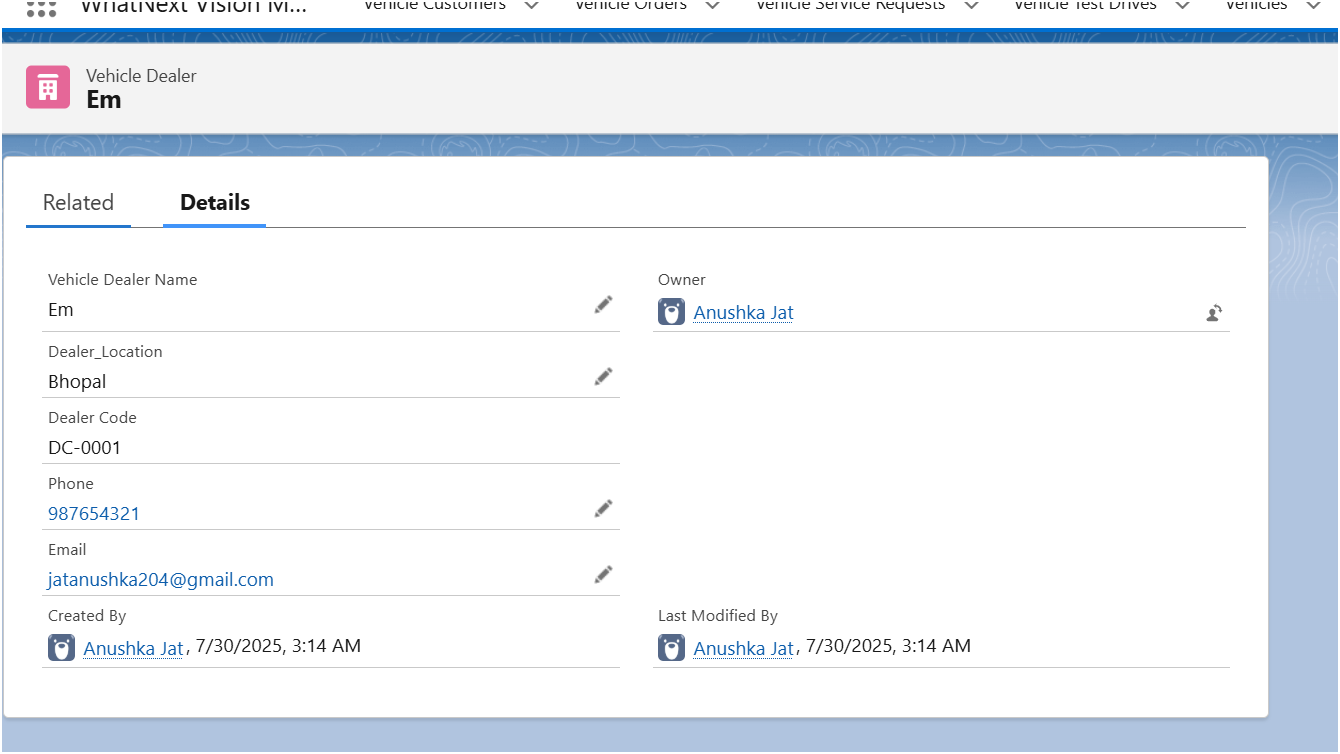 WhatNext Vision M... Vehicle Customers Vehicle Orders Vehicle Service Requests Vehicle Test Drives Vehicles
Vehicle Dealer
Em
Related Details
Vehicle Dealer Name
Em
Owner
Anushka Jat
Dealer_Location
Bhopal
Dealer Code
DC-0001
Phone
987654321
Email
jatanushka204@gmail.com
Created By
Anushka Jat, 7/30/2025, 3:14 AM
Last Modified By
Anushka Jat, 7/30/2025, 3:14 AM